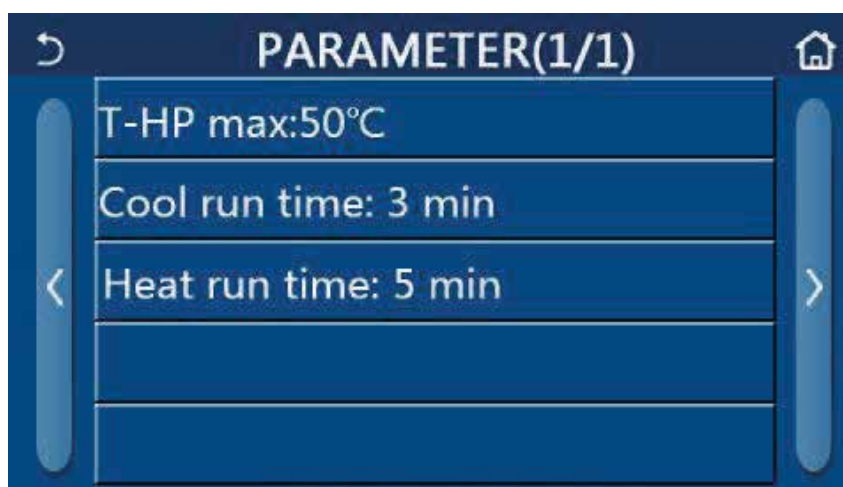 PARAMETER(1/1)
T-HP max:50℃
Cool run time: 3 min
Heat run time: 5 min